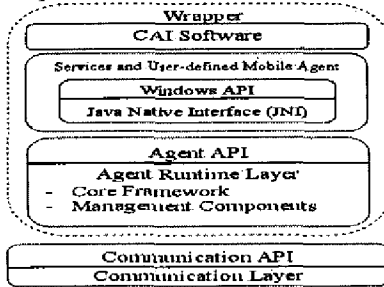 Wrapper
CAI Software
Services and User-defined Mobile Agent
Windows API
Java Native Interface (JNI)
Agent API
Agent Runtime Layer
- Core Framework
- Management Components
Communication API
Communication Layer